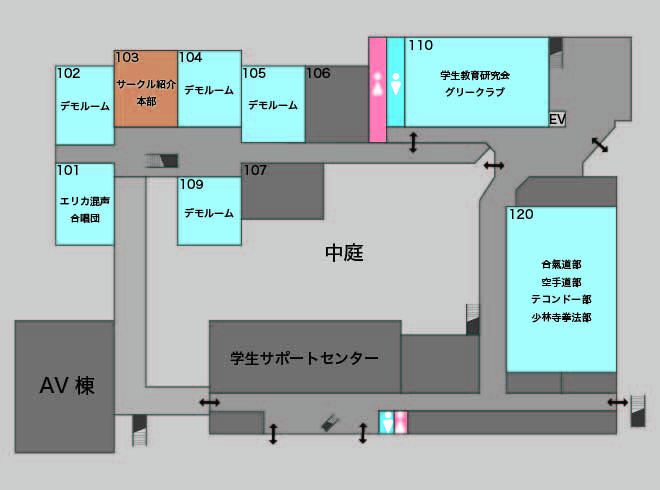 110
学生教育研究会
グリークラブ
EV
103
サークル紹介
本部
104
デモルーム
102
デモルーム
105
デモルーム
106
101
エリカ混声
合唱団
109
デモルーム
107
中庭
120
合氣道部
空手道部
テコンドー部
少林寺拳法部
学生サポートセンター
AV棟